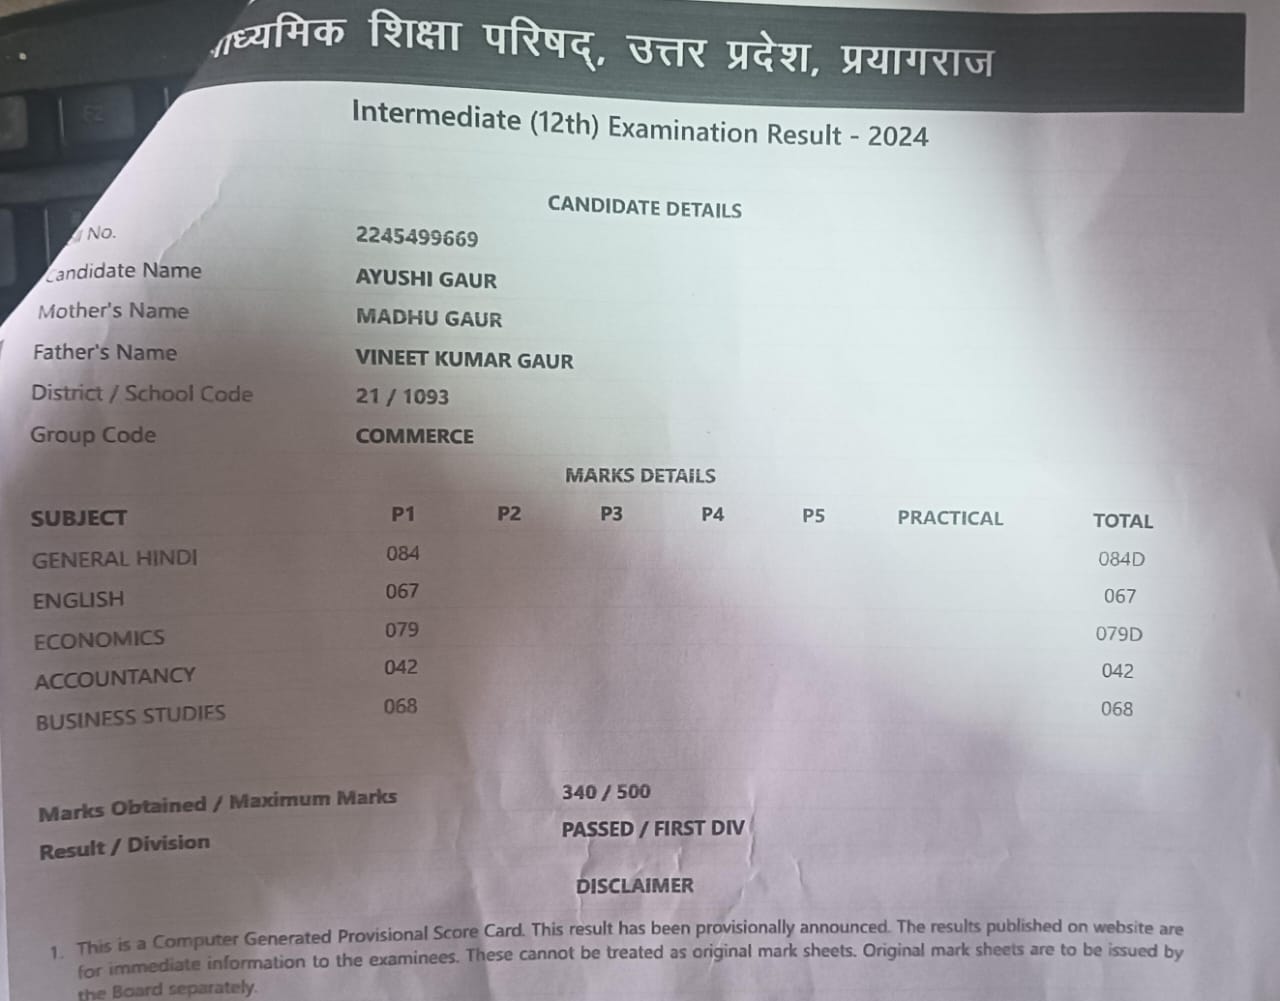 माध्यमिक शिक्षा परिषद्, उत्तर प्रदेश, प्रयागराज
Intermediate (12th) Examination Result - 2024
CANDIDATE DETAILS
No. 2245499669
Candidate Name AYUSHI GAUR
Mother's Name MADHU GAUR
Father's Name VINEET KUMAR GAUR
District / School Code 21 / 1093
Group Code COMMERCE
MARKS DETAILS
SUBJECT P1 P2 P3 P4 P5 PRACTICAL TOTAL
GENERAL HINDI 084 084D
ENGLISH 067 067
ECONOMICS 079 079D
ACCOUNTANCY 042 042
BUSINESS STUDIES 068 068
Marks Obtained / Maximum Marks 340 / 500
Result / Division PASSED / FIRST DIV
DISCLAIMER
1. This is a Computer Generated Provisional Score Card. This result has been provisionally announced. The results published on website are
for immediate information to the examinees. These cannot be treated as original mark sheets. Original mark sheets are to be issued by
the Board separately.